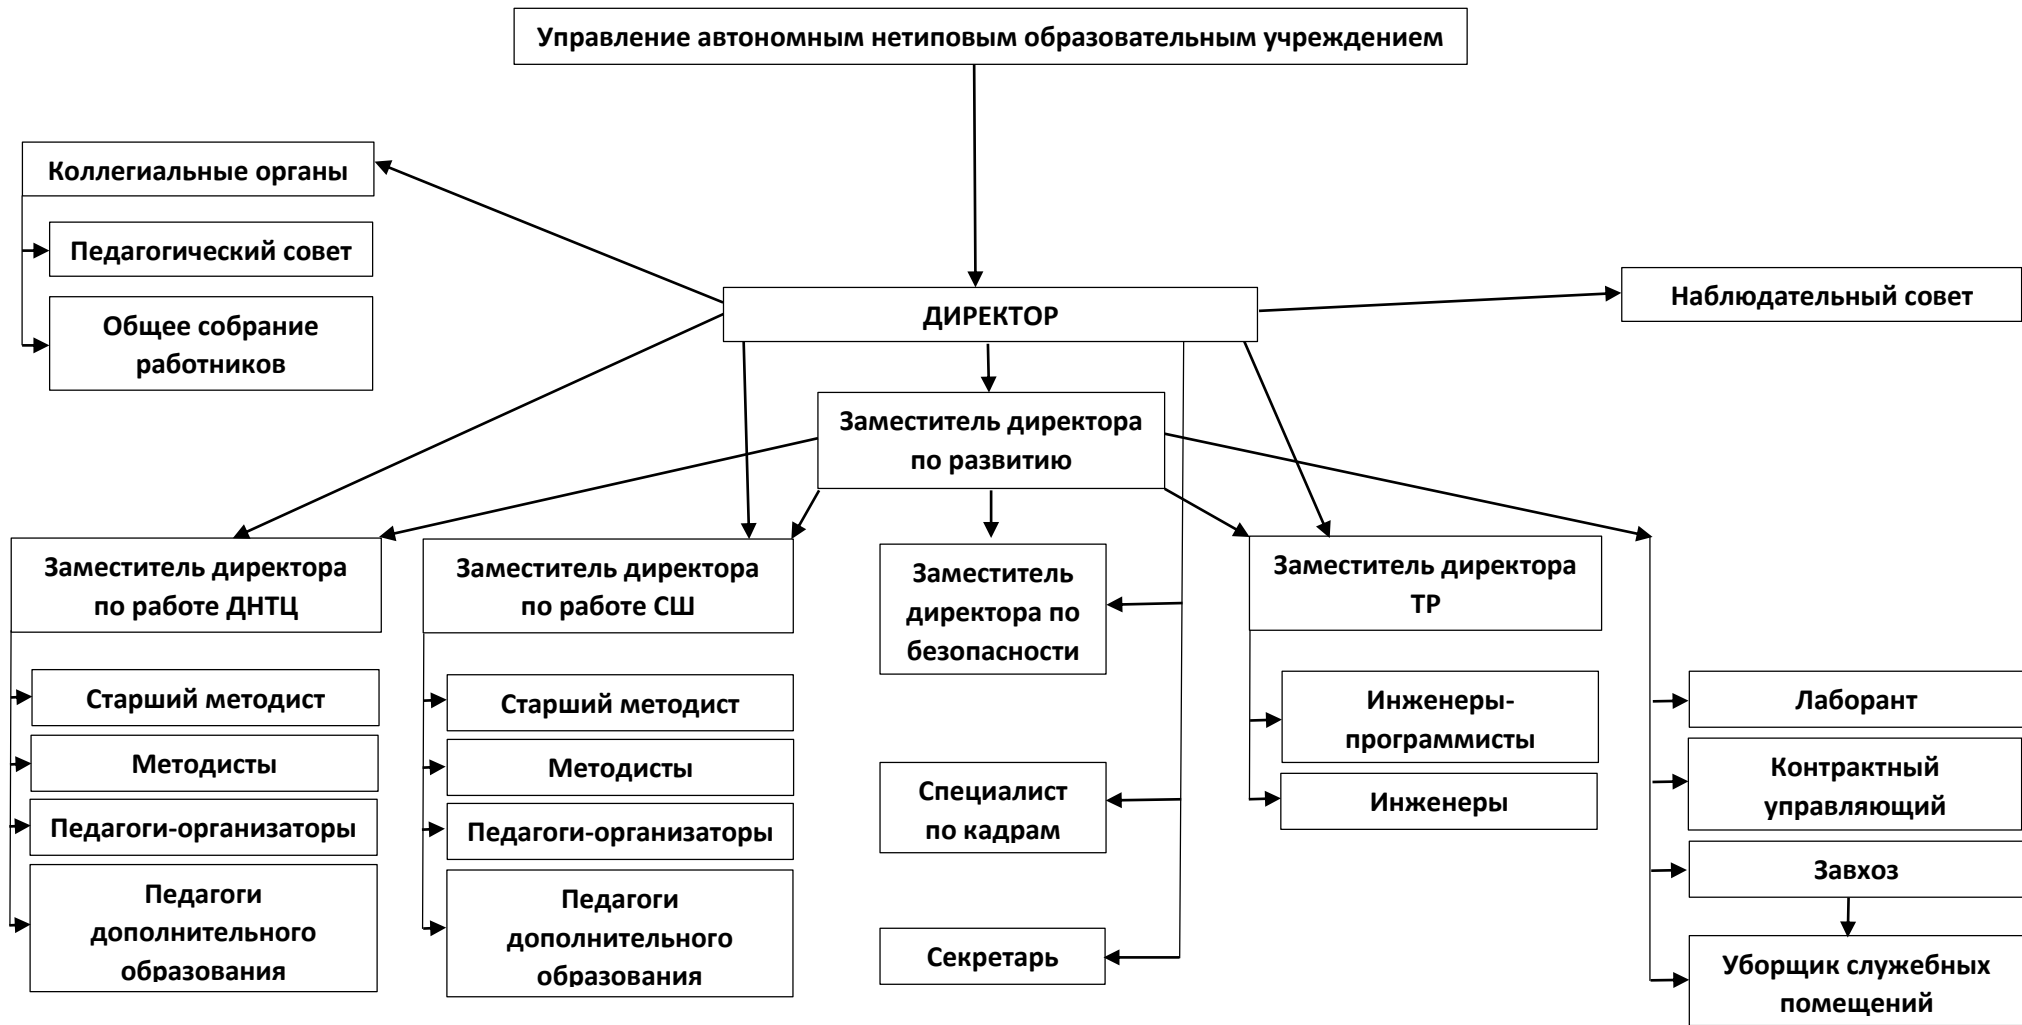 Управление автономным нетиповым образовательным учреждением
Коллегиальные органы
Педагогический совет
Общее собрание
работников
ДИРЕКТОР
Наблюдательный совет
Заместитель директора
по развитию
Заместитель директора
по работе ДНТЦ
Старший методист
Методисты
Педагоги-организаторы
Педагоги
дополнительного
образования
Заместитель директора
по работе СШ
Старший методист
Методисты
Педагоги-организаторы
Педагоги
дополнительного
образования
Заместитель
директора по
безопасности
Специалист
по кадрам
Секретарь
Заместитель директора
ТР
Инженеры-
программисты
Инженеры
Лаборант
Контрактный
управляющий
Завхоз
Уборщик служебных
помещений